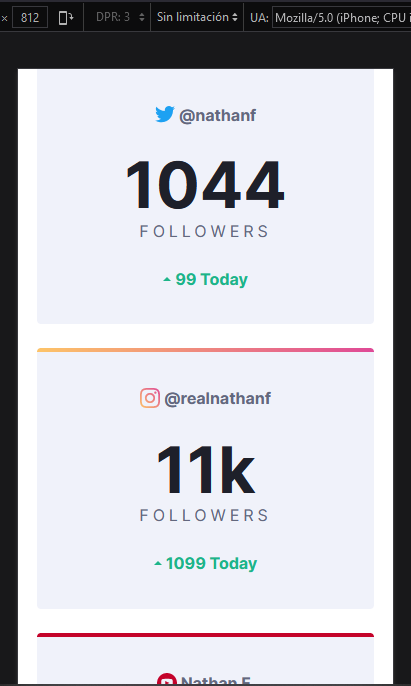 × 812 DPR: 3 Sin limitación UA: Mozilla/5.0 (iPhone; CPU i
@nathanf
1044
FOLLOWERS
99 Today
@realnathanf
11k
FOLLOWERS
1099 Today
Nathan F.